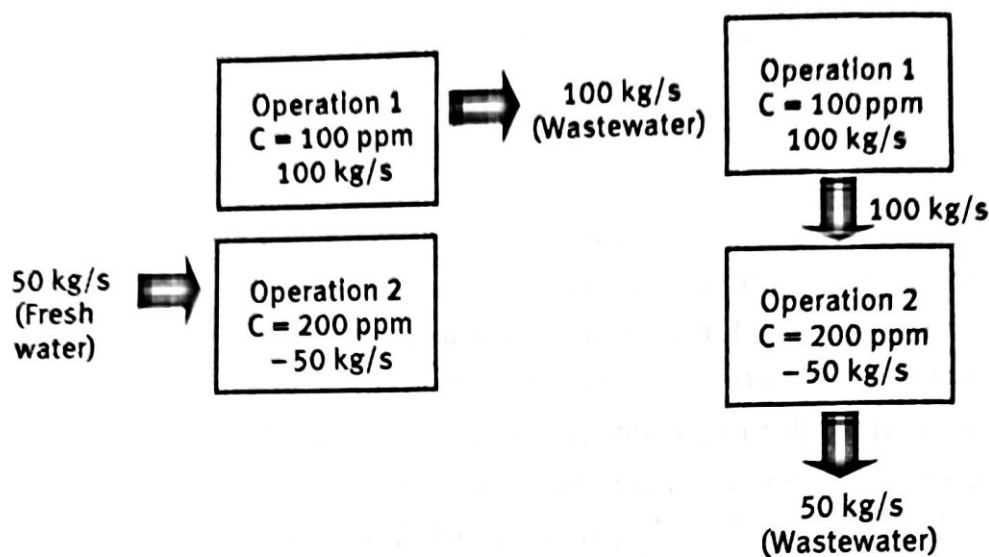 Operation 1
C = 100 ppm
100 kg/s
100 kg/s
(Wastewater)
50 kg/s
(Fresh
water)
Operation 2
C = 200 ppm
– 50 kg/s
Operation 1
C = 100 ppm
100 kg/s
100 kg/s
Operation 2
C = 200 ppm
– 50 kg/s
50 kg/s
(Wastewater)